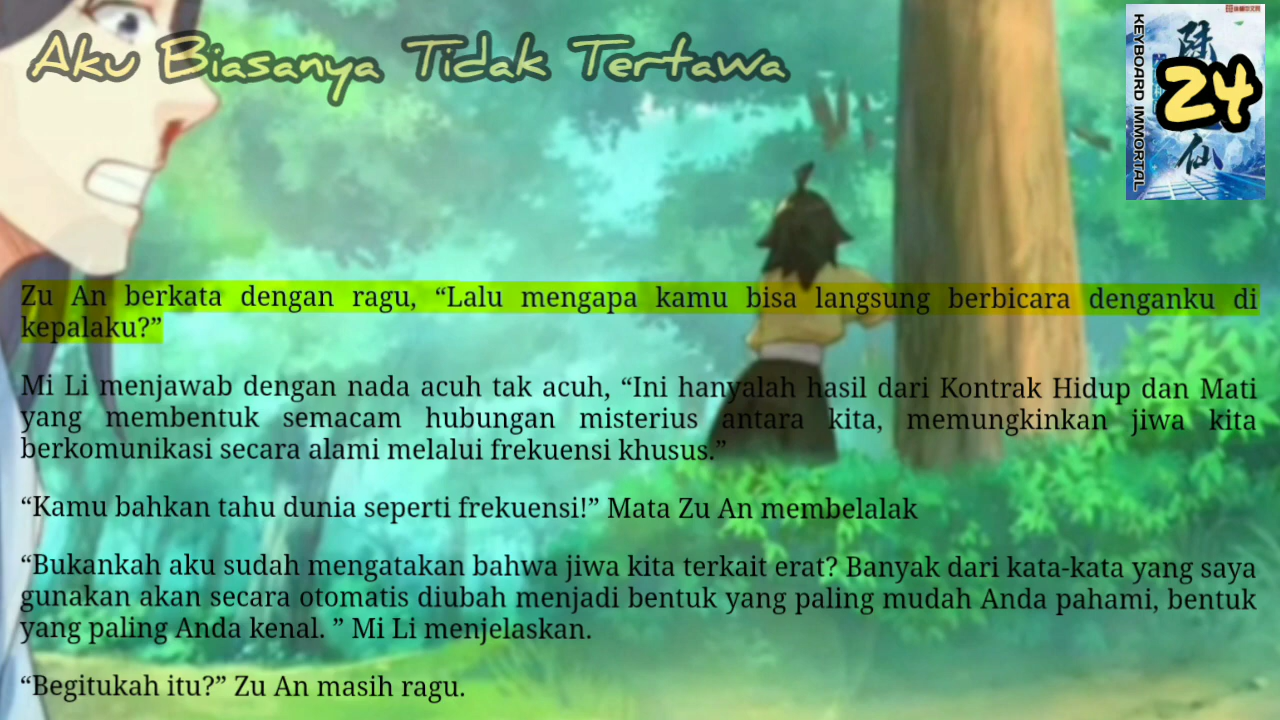 Aku Biasanya Tidak Tertawa
KEYBOARD IMMORTAL
24
仙
Zu An berkata dengan ragu, “Lalu mengapa kamu bisa langsung berbicara denganku di
kepalaku?”
Mi Li menjawab dengan nada acuh tak acuh, “Ini hanyalah hasil dari Kontrak Hidup dan Mati
yang membentuk semacam hubungan misterius antara kita, memungkinkan jiwa kita
berkomunikasi secara alami melalui frekuensi khusus.”
“Kamu bahkan tahu dunia seperti frekuensi!” Mata Zu An membelalak
“Bukankah aku sudah mengatakan bahwa jiwa kita terkait erat? Banyak dari kata-kata yang saya
gunakan akan secara otomatis diubah menjadi bentuk yang paling mudah Anda pahami, bentuk
yang paling Anda kenal. ” Mi Li menjelaskan.
“Begitukah itu?” Zu An masih ragu.